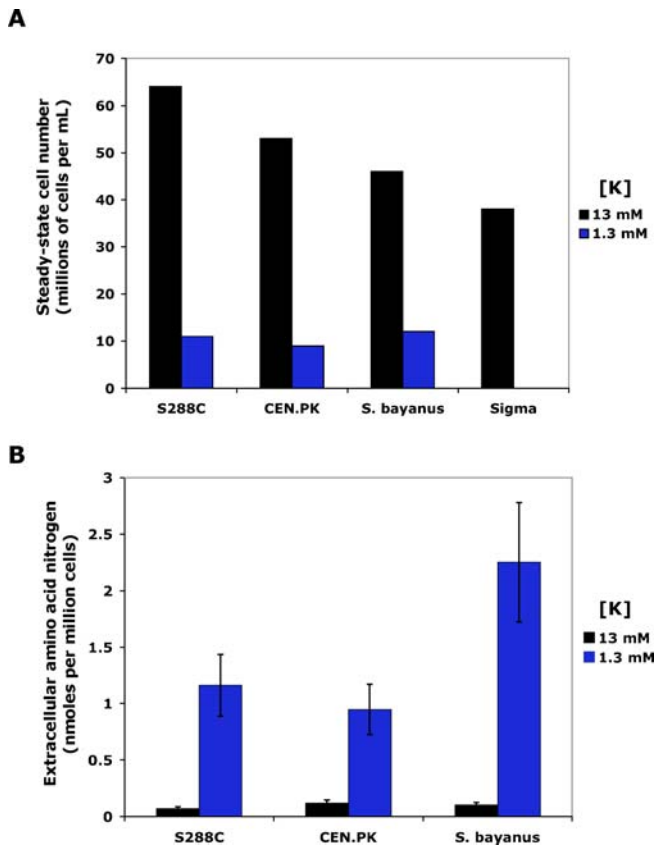 A
Steady-state cell number
(millions of cells per mL)
70
60
50
40
30
20
10
0
S288C
CEN.PK
S. bayanus
Sigma
[K]
13 mM
1.3 mM
B
Extracellular amino acid nitrogen
(nmoles per million cells)
3
2.5
2
1.5
1
0.5
0
S288C
CEN.PK
S. bayanus
[K]
13 mM
1.3 mM